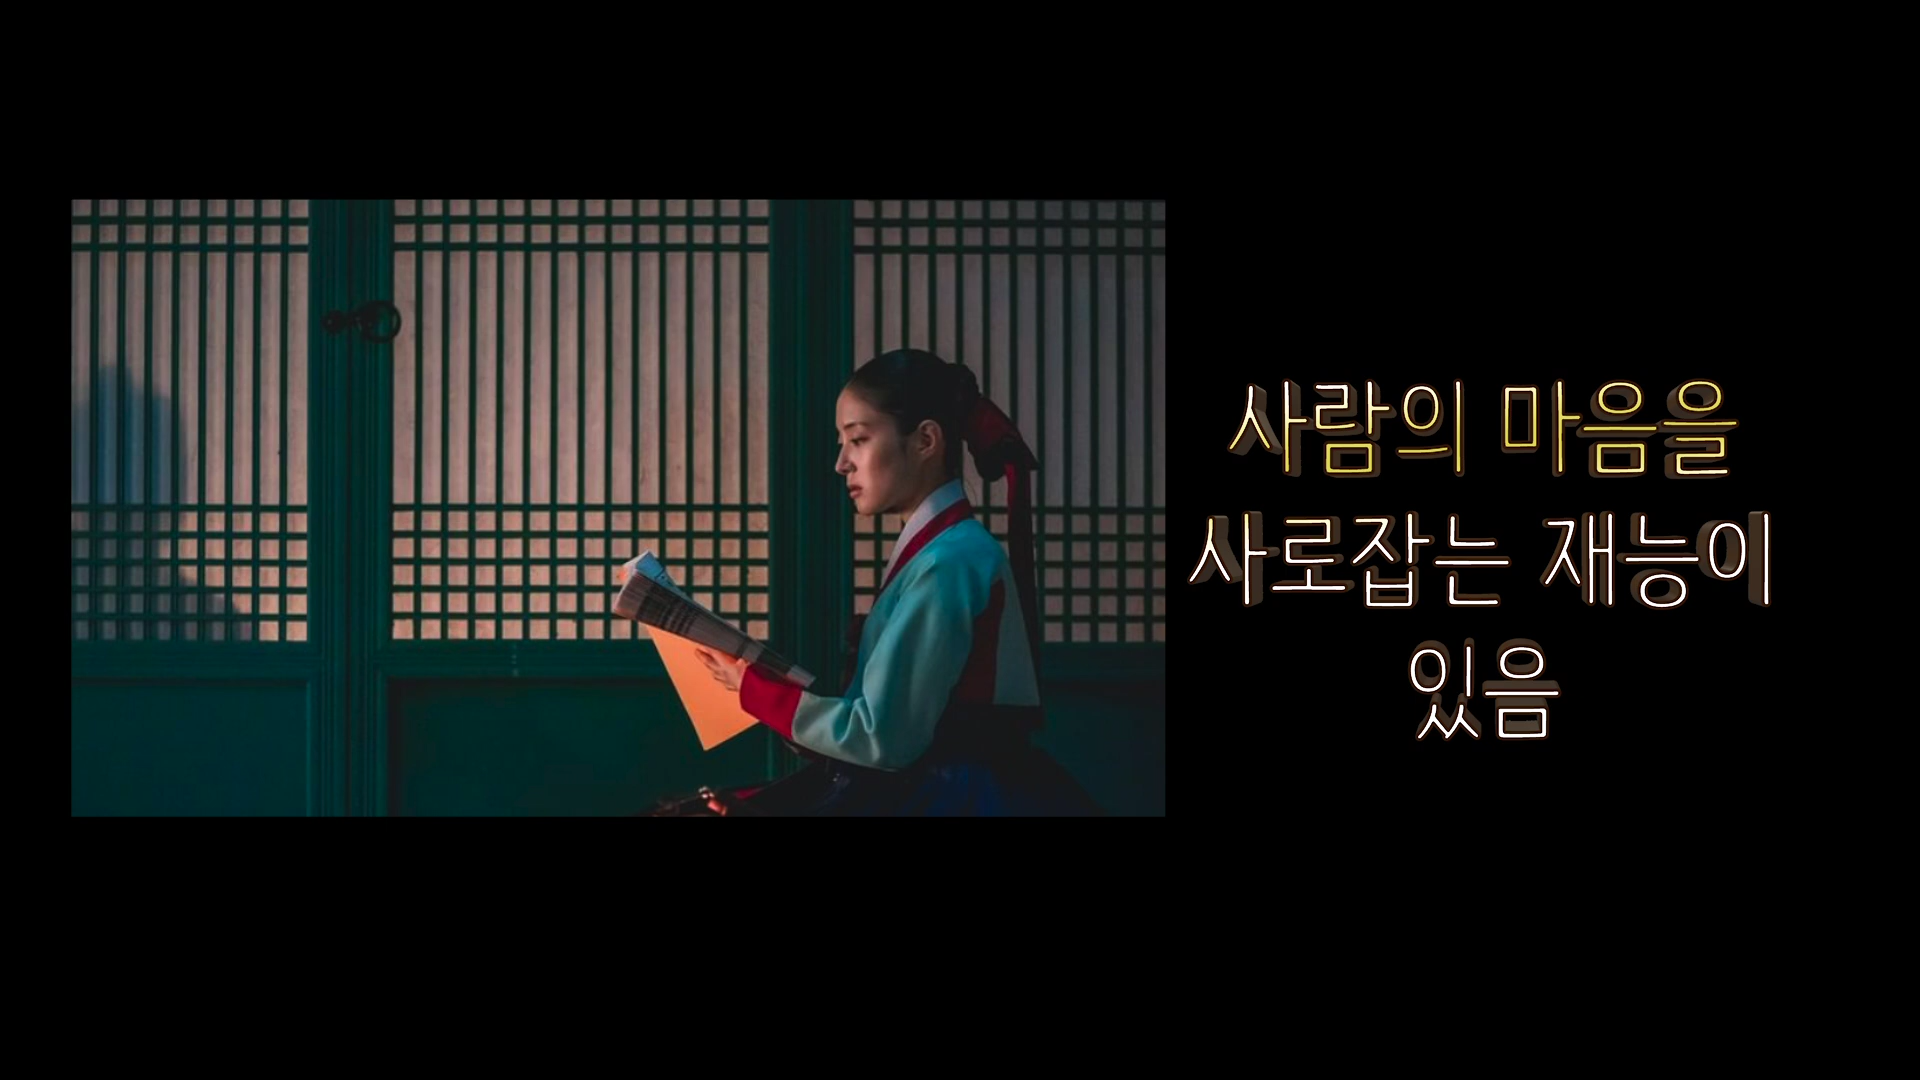 사람의 마음을
사로잡는 재능이
있음